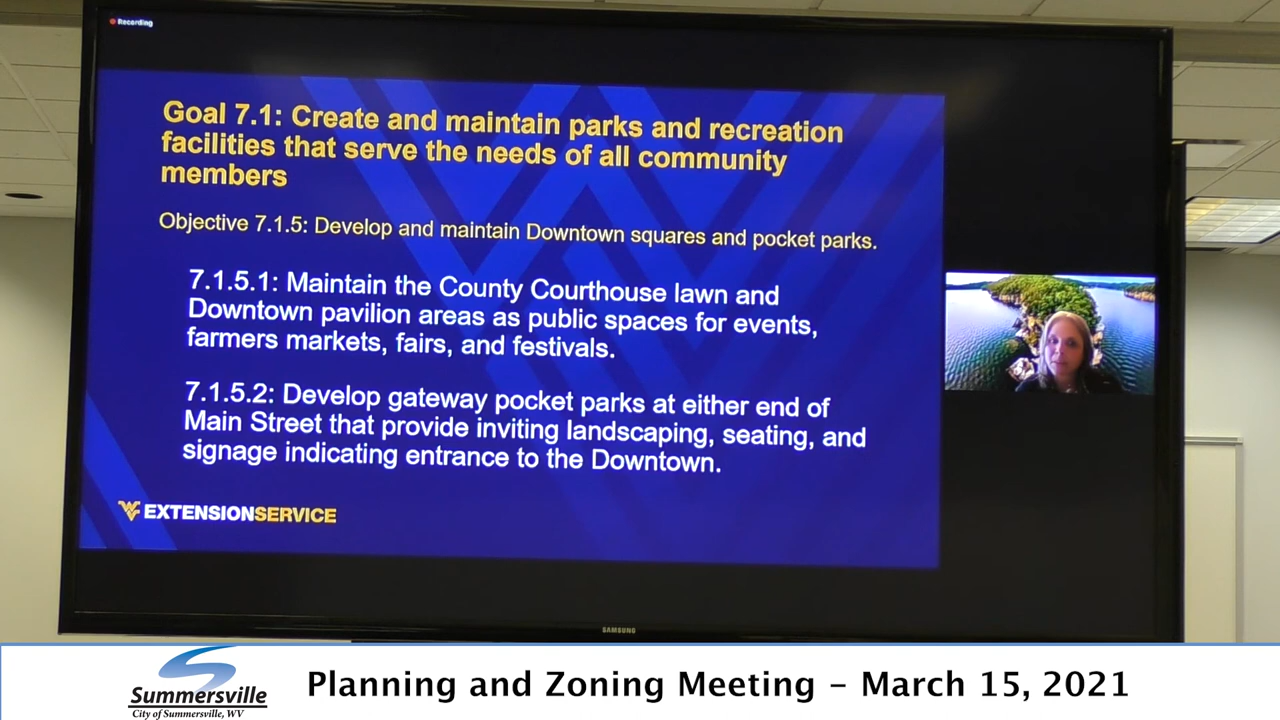 Recording
Goal 7.1: Create and maintain parks and recreation
facilities that serve the needs of all community
members
Objective 7.1.5: Develop and maintain Downtown squares and pocket parks.
7.1.5.1: Maintain the County Courthouse lawn and
Downtown pavilion areas as public spaces for events,
farmers markets, fairs, and festivals.
7.1.5.2: Develop gateway pocket parks at either end of
Main Street that provide inviting landscaping, seating, and
signage indicating entrance to the Downtown.
WV EXTENSIONSERVICE
SAMSUNG
Summersville
City of Summersville, WV
Planning and Zoning Meeting – March 15, 2021